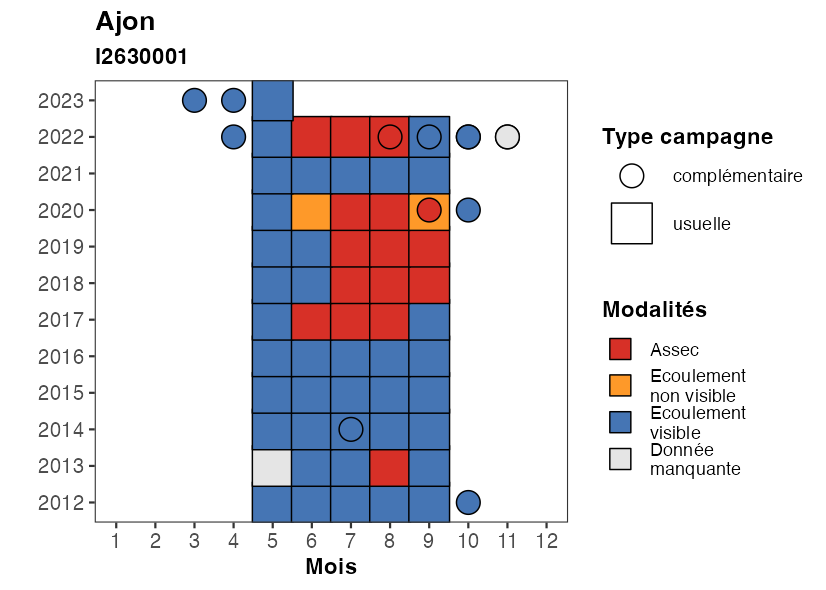 Ajon
I2630001
2023
2022
2021
2020
2019
2018
2017
2016
2015
2014
2013
2012
1 2 3 4 5 6 7 8 9 10 11 12
Mois
Type campagne
complémentaire
usuelle
Modalités
Assec
Ecoulement
non visible
Ecoulement
visible
Donnée
manquante